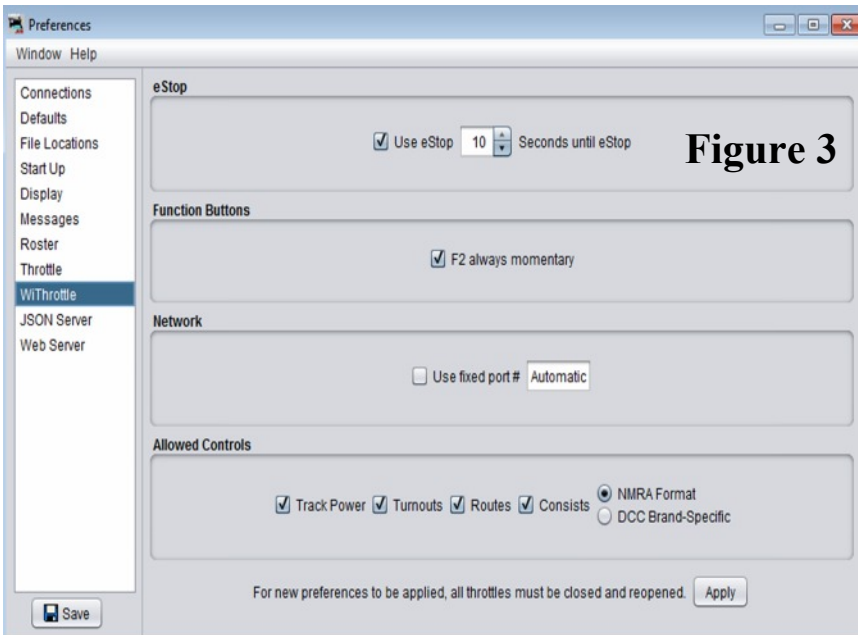 Preferences
Window Help
Connections
Defaults
File Locations
Start Up
Display
Messages
Roster
Throttle
WiThrottle
JSON Server
Web Server
Save
eStop
Use eStop 10 Seconds until eStop
Figure 3
Function Buttons
F2 always momentary
Network
Use fixed port # Automatic
Allowed Controls
Track Power Turnouts Routes Consists NMRA Format
DCC Brand-Specific
For new preferences to be applied, all throttles must be closed and reopened. Apply